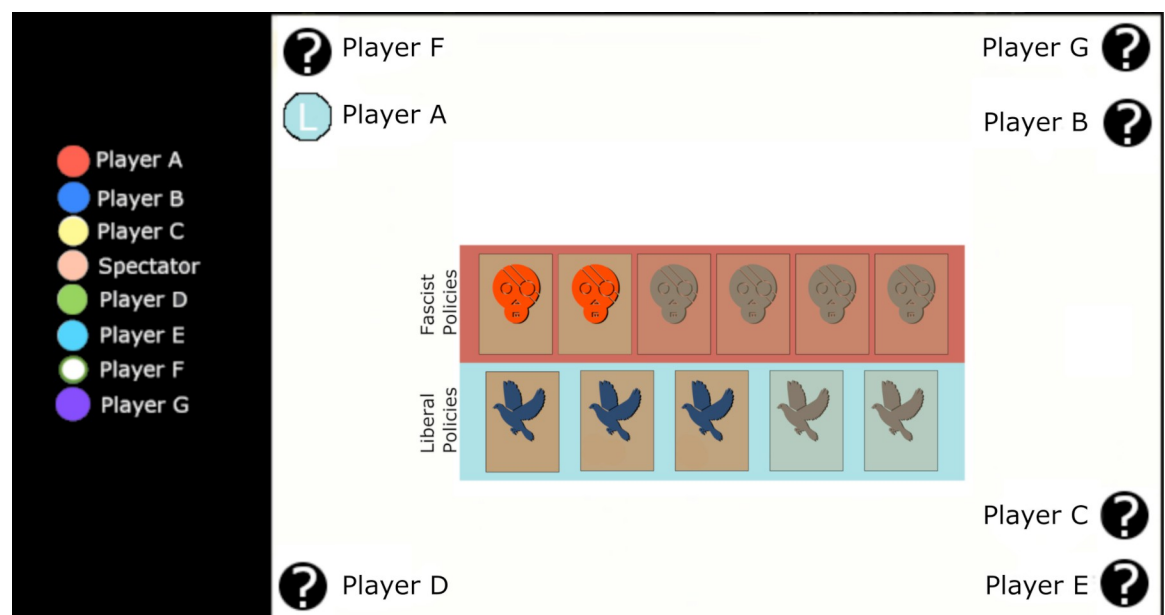 Player A
Player B
Player C
Spectator
Player D
Player E
Player F
Player G
? Player F
Player G ?
L Player A
Player B ?
Fascist
Policies
Liberal
Policies
Player C ?
? Player D
Player E ?